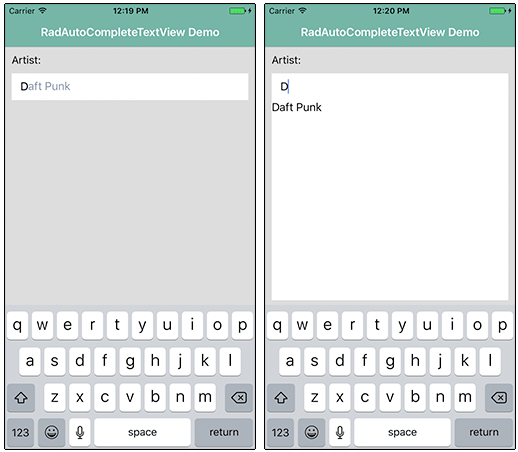 Carrier 12:19 PM
RadAutoCompleteTextView Demo
Artist:
Daft Punk
q w e r t y u i o p
a s d f g h j k l
z x c v b n m
123 space return
Carrier 12:20 PM
RadAutoCompleteTextView Demo
Artist:
D
Daft Punk
q w e r t y u i o p
a s d f g h j k l
z x c v b n m
123 space return